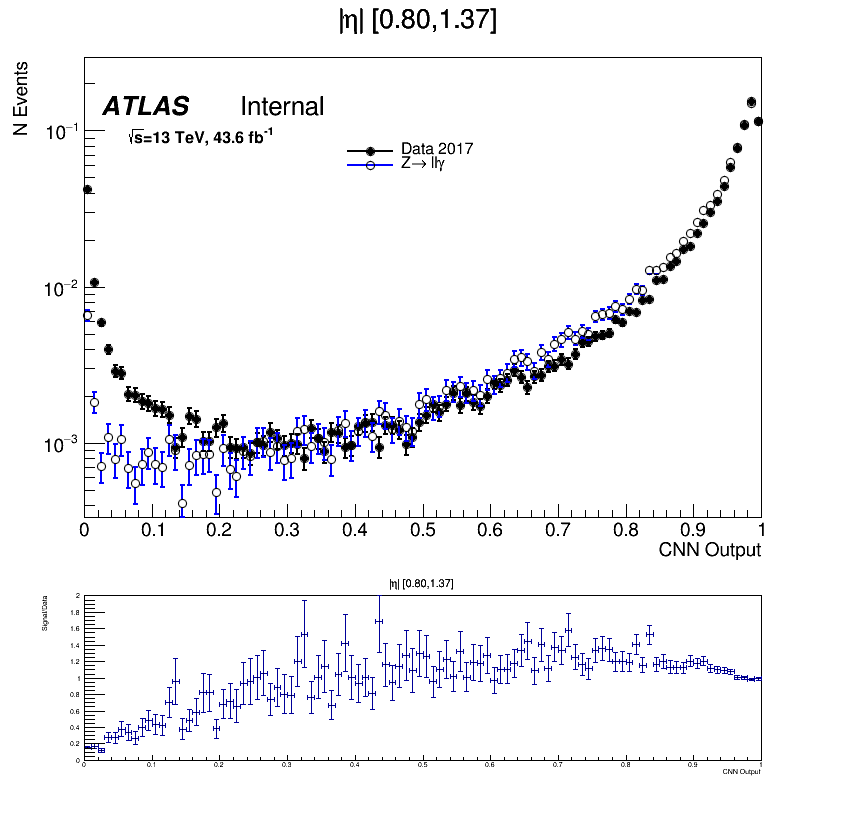 |η| [0.80,1.37]
N Events
ATLAS Internal
√s=13 TeV, 43.6 fb⁻¹
Data 2017
Z→ llγ
10⁻¹
10⁻²
10⁻³
0 0.1 0.2 0.3 0.4 0.5 0.6 0.7 0.8 0.9 1
CNN Output
|η| [0.80,1.37]
Signal/Data
2
1.8
1.6
1.4
1.2
1
0.8
0.6
0.4
0.2
0
0 0.1 0.2 0.3 0.4 0.5 0.6 0.7 0.8 0.9 1
CNN Output